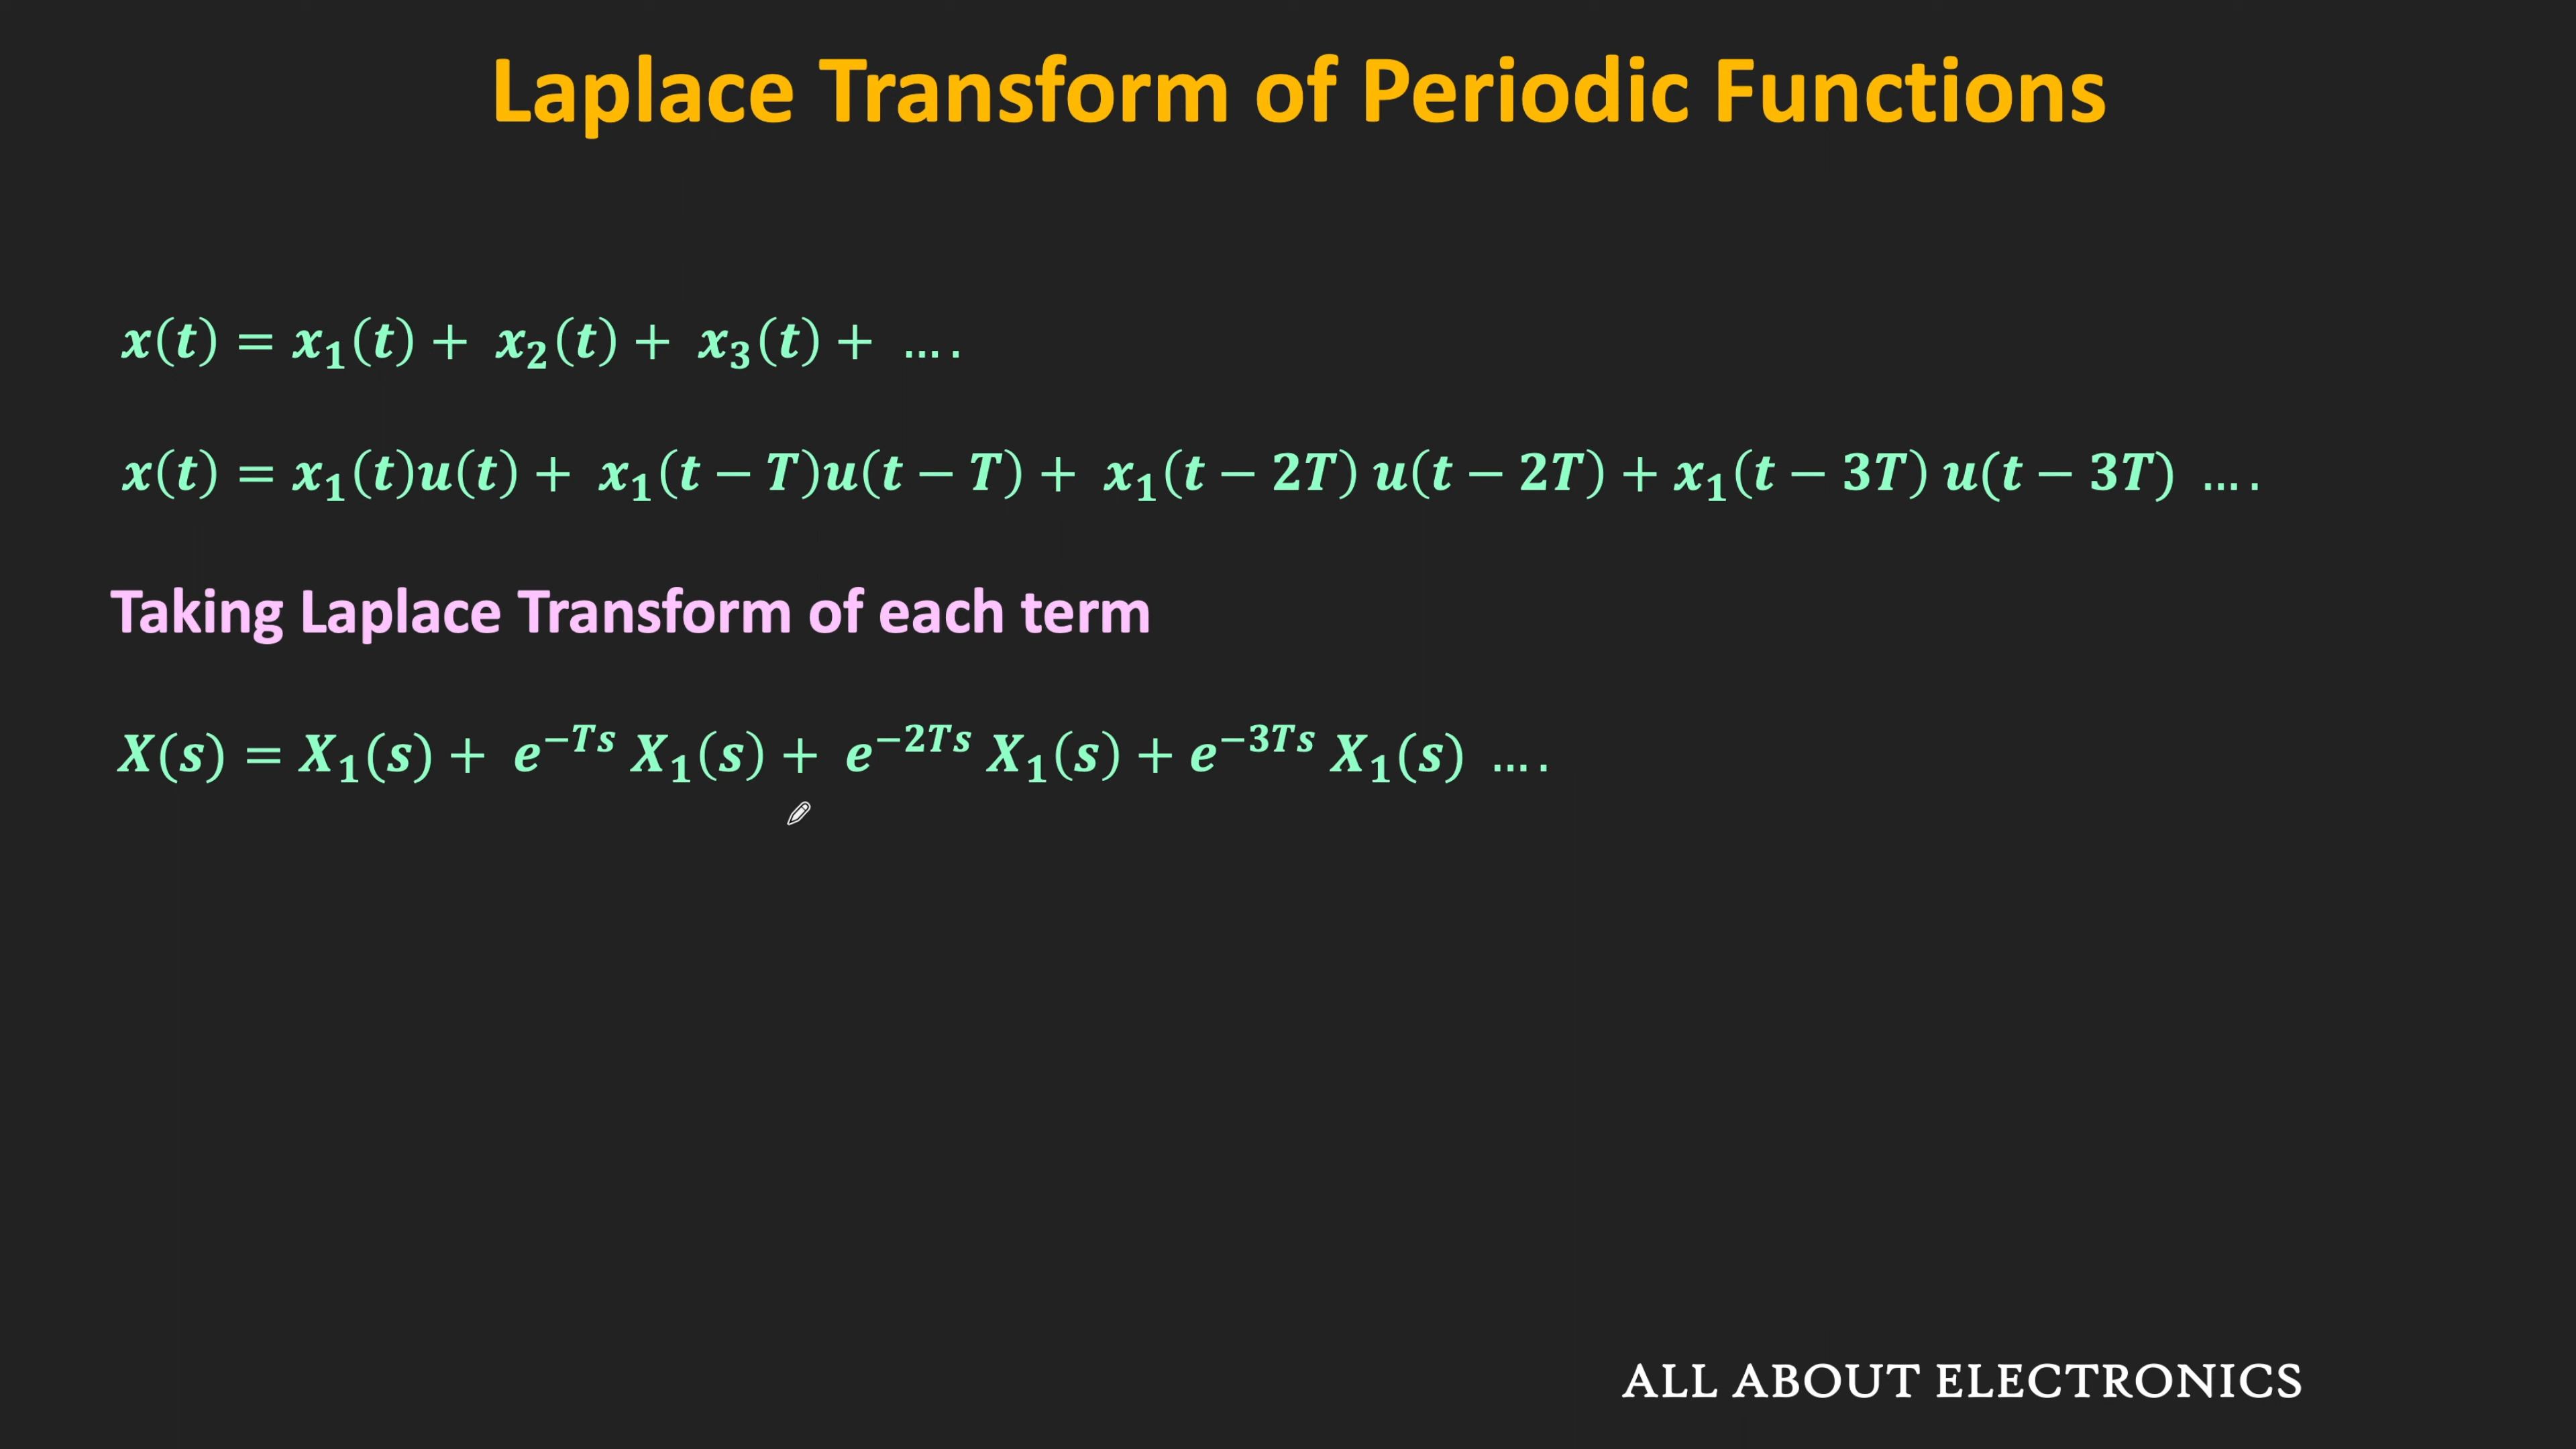 Laplace Transform of Periodic Functions
x(t) = x₁(t) + x₂(t) + x₃(t) + ….
x(t) = x₁(t)u(t) + x₁(t − T)u(t − T) + x₁(t − 2T) u(t − 2T) + x₁(t − 3T) u(t − 3T) ….
Taking Laplace Transform of each term
X(s) = X₁(s) + e^{−Ts} X₁(s) + e^{−2Ts} X₁(s) + e^{−3Ts} X₁(s) ….
ALL ABOUT ELECTRONICS